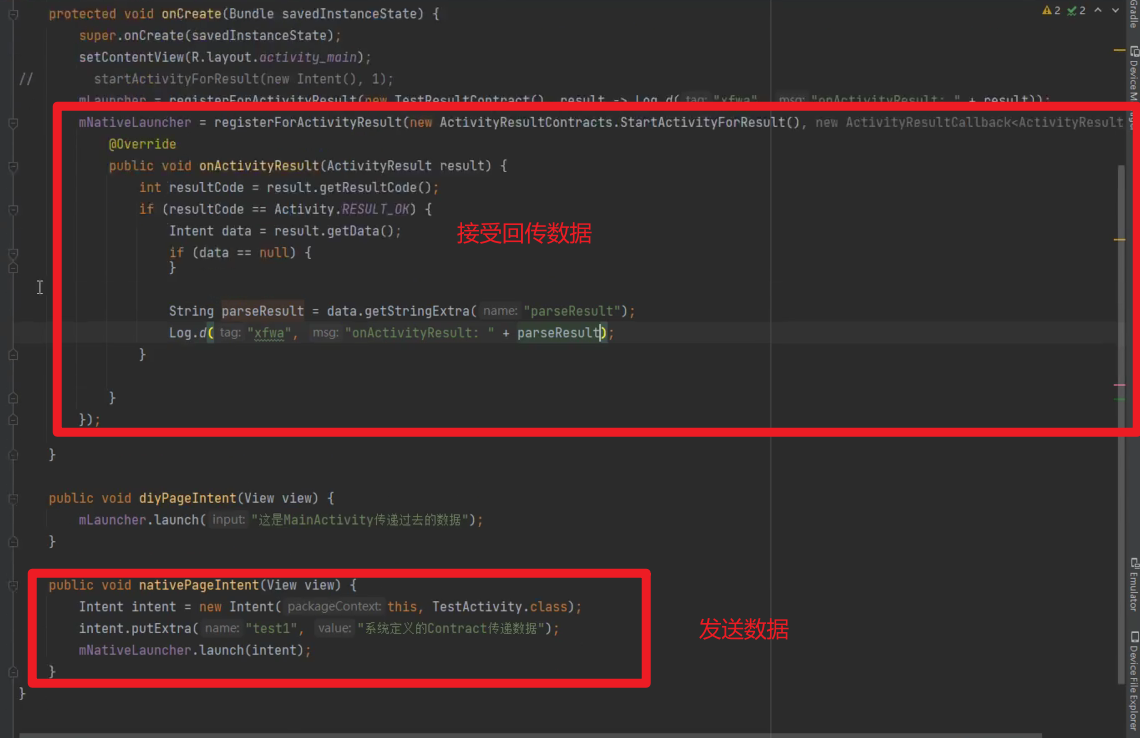 protected void onCreate(Bundle savedInstanceState) {
super.onCreate(savedInstanceState);
setContentView(R.layout.activity_main);
// startActivityForResult(new Intent(), 1);
mLauncher = registerForActivityResult(new TestResultContract(), result -> Log.d( tag: "xfwa", msg: "onActivityResult: " + result));
mNativeLauncher = registerForActivityResult(new ActivityResultContracts.StartActivityForResult(), new ActivityResultCallback<ActivityResult
@Override
public void onActivityResult(ActivityResult result) {
int resultCode = result.getResultCode();
if (resultCode == Activity.RESULT_OK) {
Intent data = result.getData();
接受回传数据
if (data == null) {
}
String parseResult = data.getStringExtra( name: "parseResult");
Log.d( tag: "xfwa", msg: "onActivityResult: " + parseResult);
}
}
});
}
public void diyPageIntent(View view) {
mLauncher.launch( input: "这是MainActivity传递过去的数据");
}
public void nativePageIntent(View view) {
Intent intent = new Intent( packageContext: this, TestActivity.class);
intent.putExtra( name: "test1", value: "系统定义的Contract传递数据");
发送数据
mNativeLauncher.launch(intent);
}
}
2 2
Gradle
Device M
Emulator
Device File Explorer